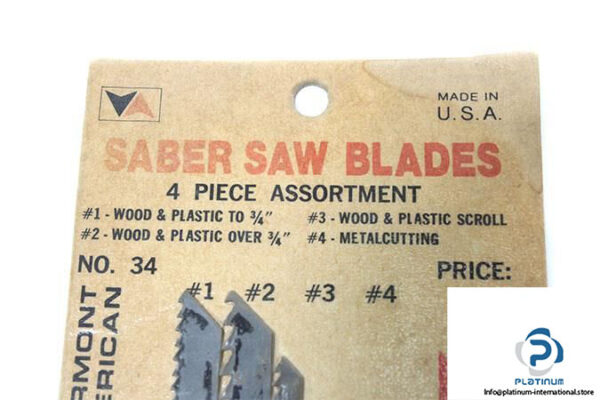 MADE IN
U.S.A.
SABER SAW BLADES
4 PIECE ASSORTMENT
#1 - WOOD & PLASTIC TO 3/4" #3 - WOOD & PLASTIC SCROLL
#2 - WOOD & PLASTIC OVER 3/4" #4 - METALCUTTING
NO. 34 PRICE:
#1 #2 #3 #4
PLATINUM
Info@platinum-international.store